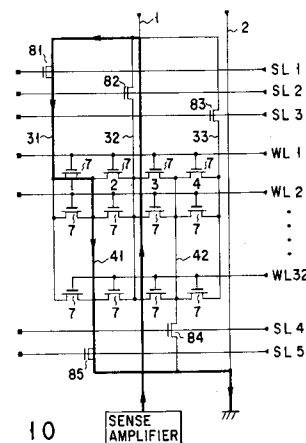 1
2
81
SL 1
82
SL 2
83
SL 3
31
32
33
WL 1
7 7 7 7
1 2 3 4
WL 2
7 7 7 7
41
42
WL 32
7 7 7 7
84
SL 4
85
SL 5
10
SENSE
AMPLIFIER